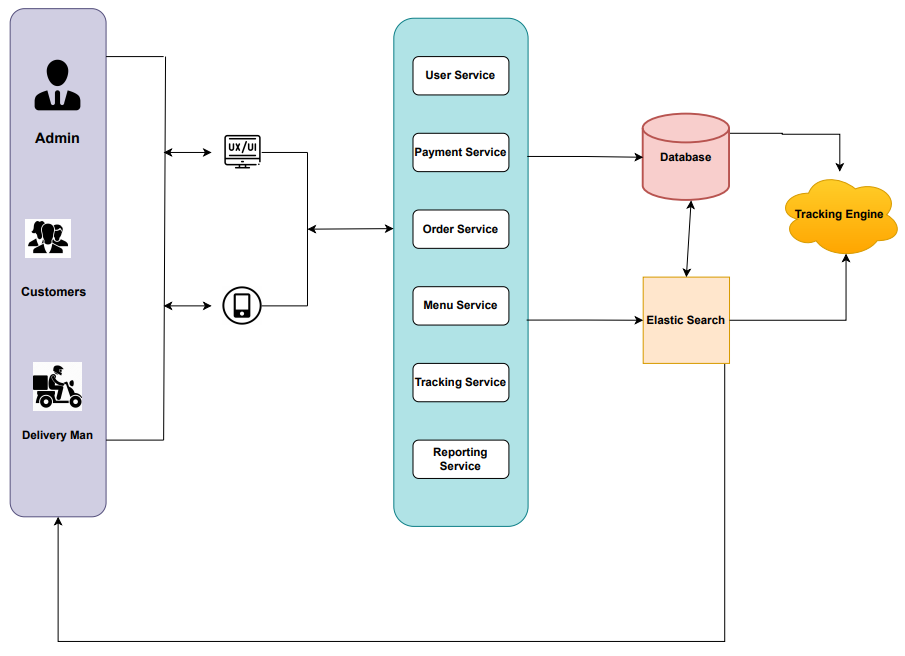 Admin
Customers
Delivery Man
UX/UI
User Service
Payment Service
Order Service
Menu Service
Tracking Service
Reporting
Service
Database
Elastic Search
Tracking Engine